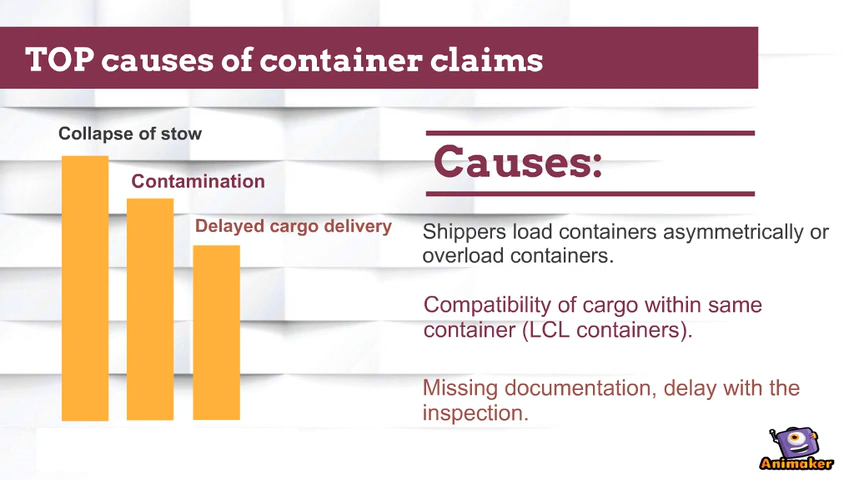 TOP causes of container claims
Collapse of stow
Contamination
Delayed cargo delivery
Causes:
Shippers load containers asymmetrically or
overload containers.
Compatibility of cargo within same
container (LCL containers).
Missing documentation, delay with the
inspection.
Animaker